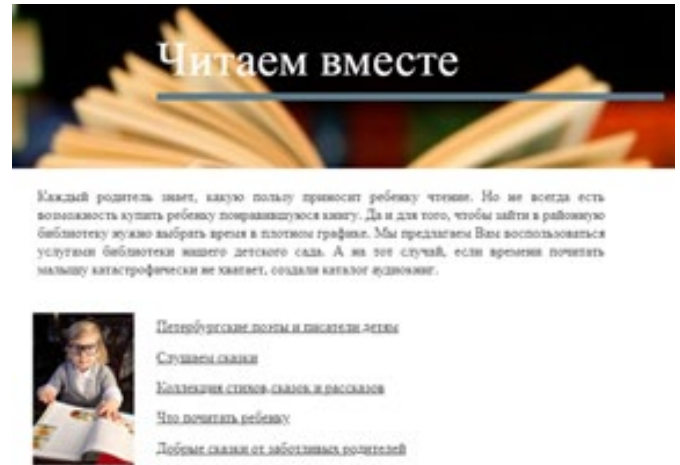 Читаем вместе
Каждый родитель знает, какую пользу приносит ребенку чтение. Но не всегда есть
возможность купить ребенку понравившуюся книгу. Да и для того, чтобы зайти в районную
библиотеку нужно выбрать время в плотном графике. Мы предлагаем Вам воспользоваться
услугами библиотеки нашего детского сада. А на тот случай, если времени почитать
малышу катастрофически не хватает, создали каталог аудиокниг.
Петербургские поэты и писатели детям
Слушаем сказки
Коллекция стихов, сказок и рассказов
Что почитать ребенку
Добрые сказки от заботливых родителей